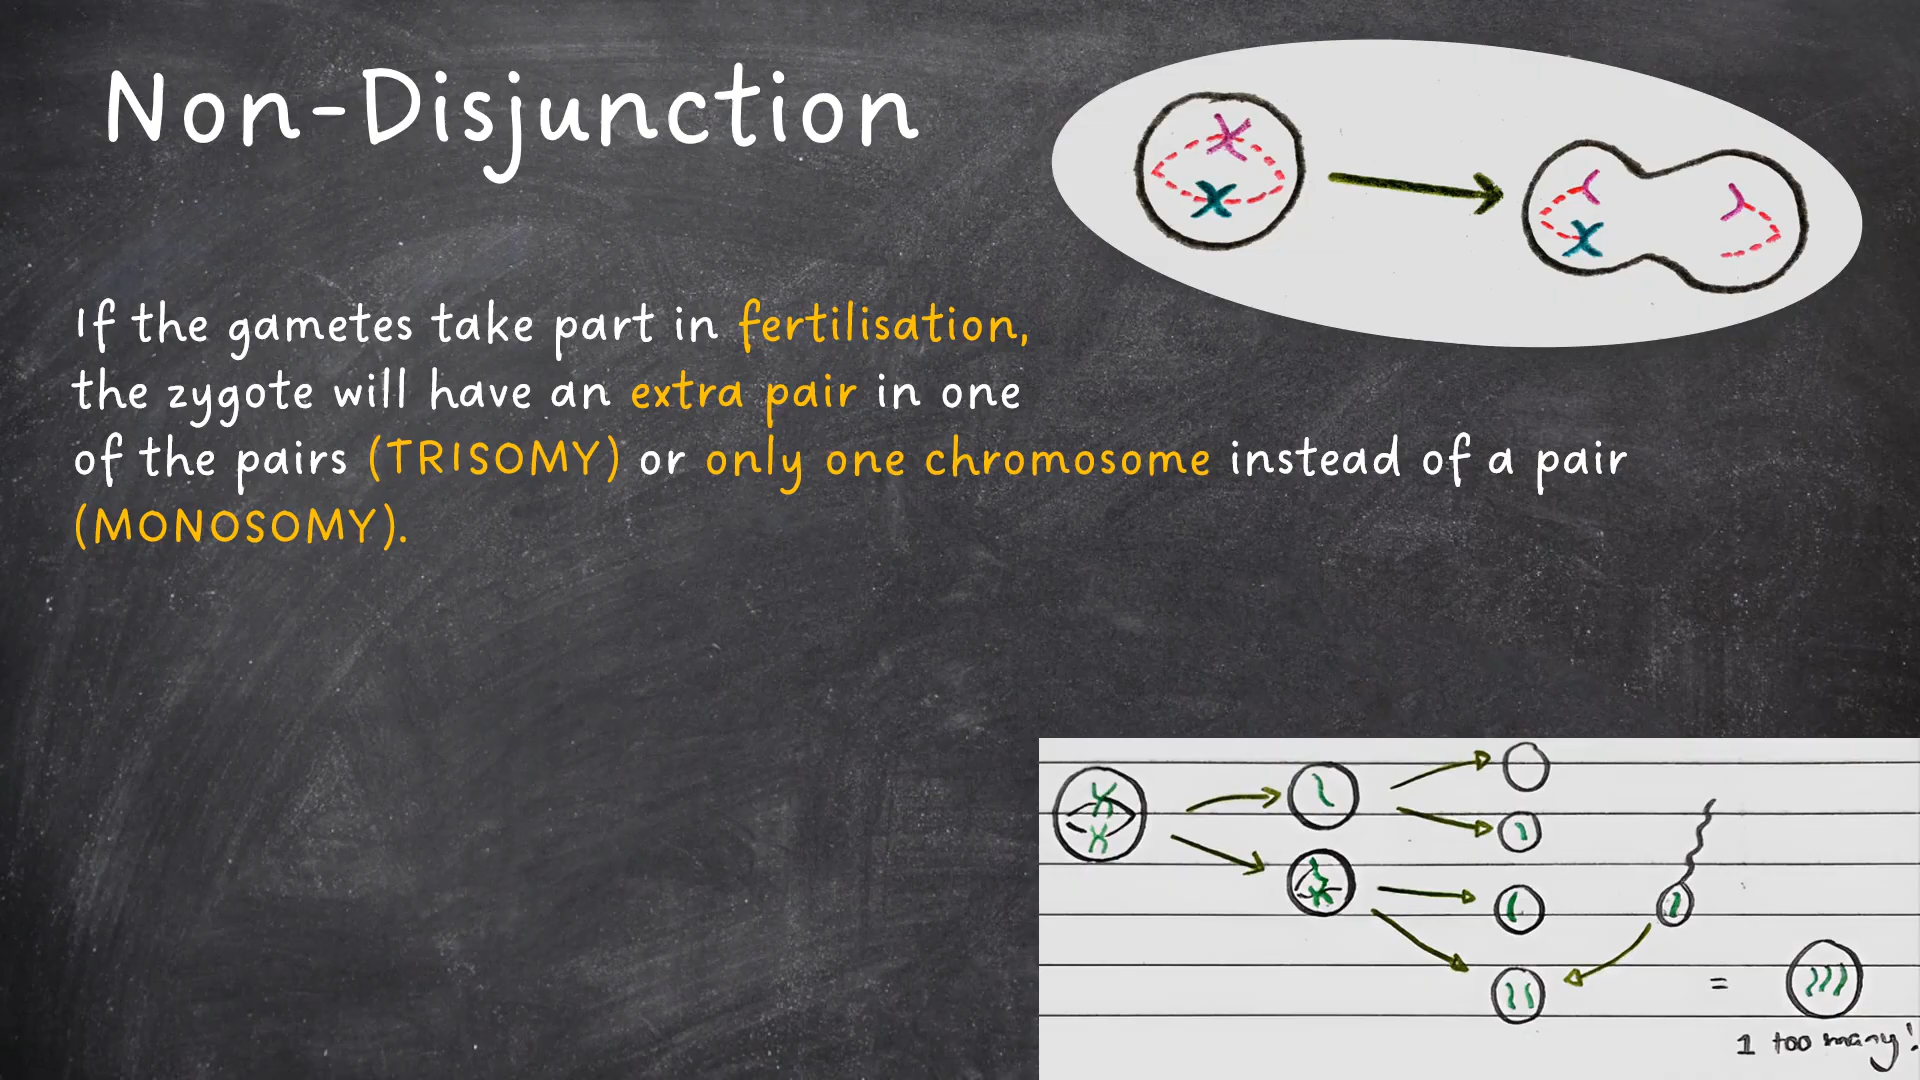 Non-Disjunction
If the gametes take part in fertilisation,
the zygote will have an extra pair in one
of the pairs (TRISOMY) or only one chromosome instead of a pair
(MONOSOMY).
=
1 too many!